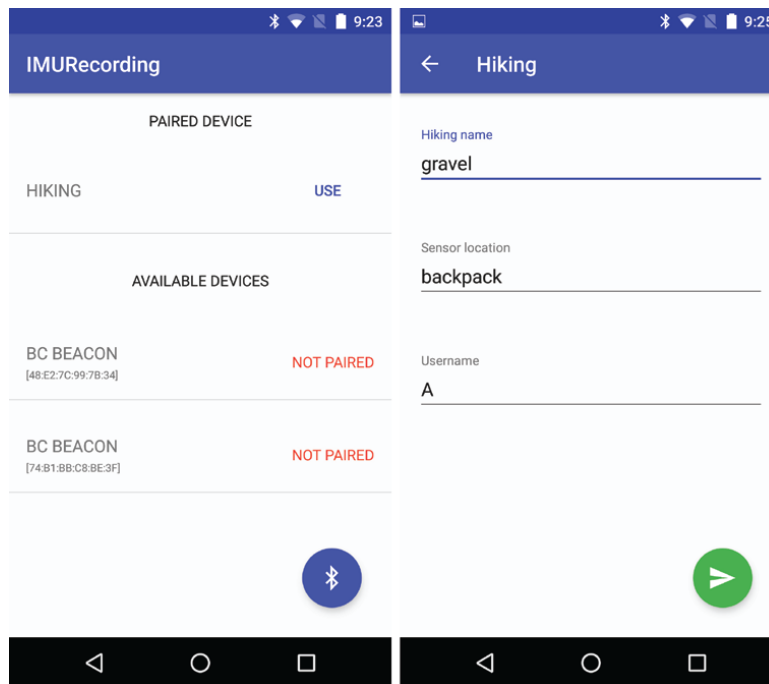 9:23
IMURecording
PAIRED DEVICE
HIKING USE
AVAILABLE DEVICES
BC BEACON
[48:E2:7C:99:7B:34]
NOT PAIRED
BC BEACON
[74:B1:BB:C8:BE:3F]
NOT PAIRED
9:25
Hiking
Hiking name
gravel
Sensor location
backpack
Username
A